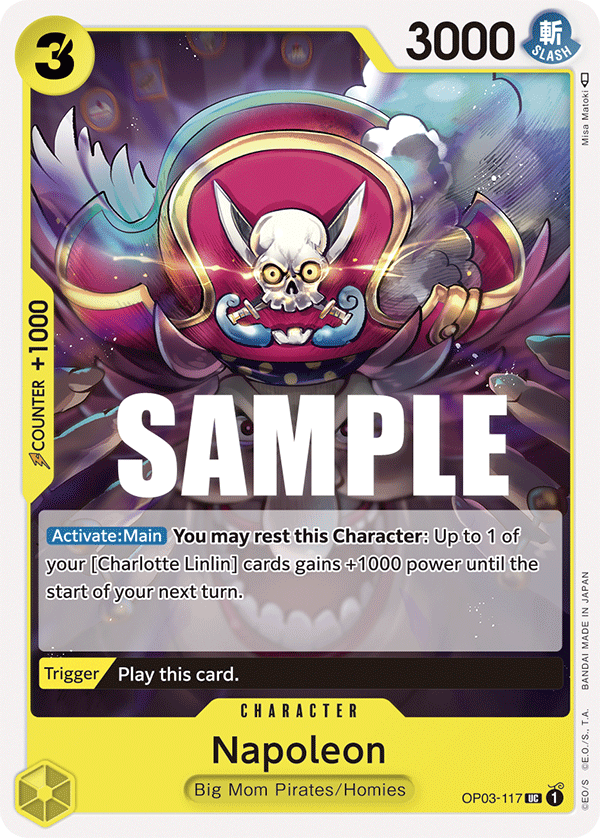 3
3000
斬
SLASH
Misa Matoki
COUNTER +1000
SAMPLE
Activate:Main You may rest this Character: Up to 1 of
your [Charlotte Linlin] cards gains +1000 power until the
start of your next turn.
Trigger Play this card.
CHARACTER
Napoleon
Big Mom Pirates/Homies
OP03-117 UC 1
©EO/S ©E.O./S., T.A. BANDAI MADE IN JAPAN